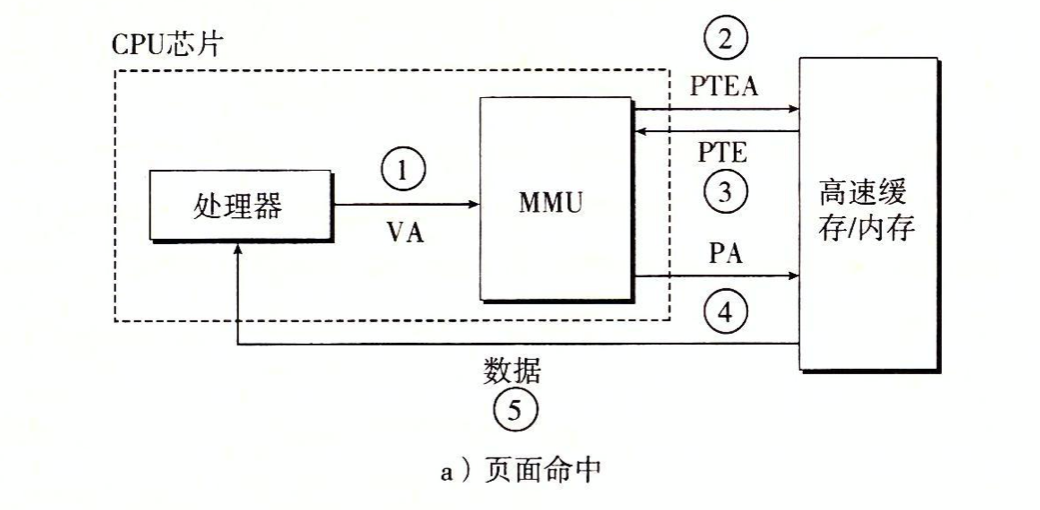 CPU芯片
②
PTEA
①
PTE
③
处理器
VA
MMU
高速缓
存/内存
PA
④
数据
⑤
a）页面命中